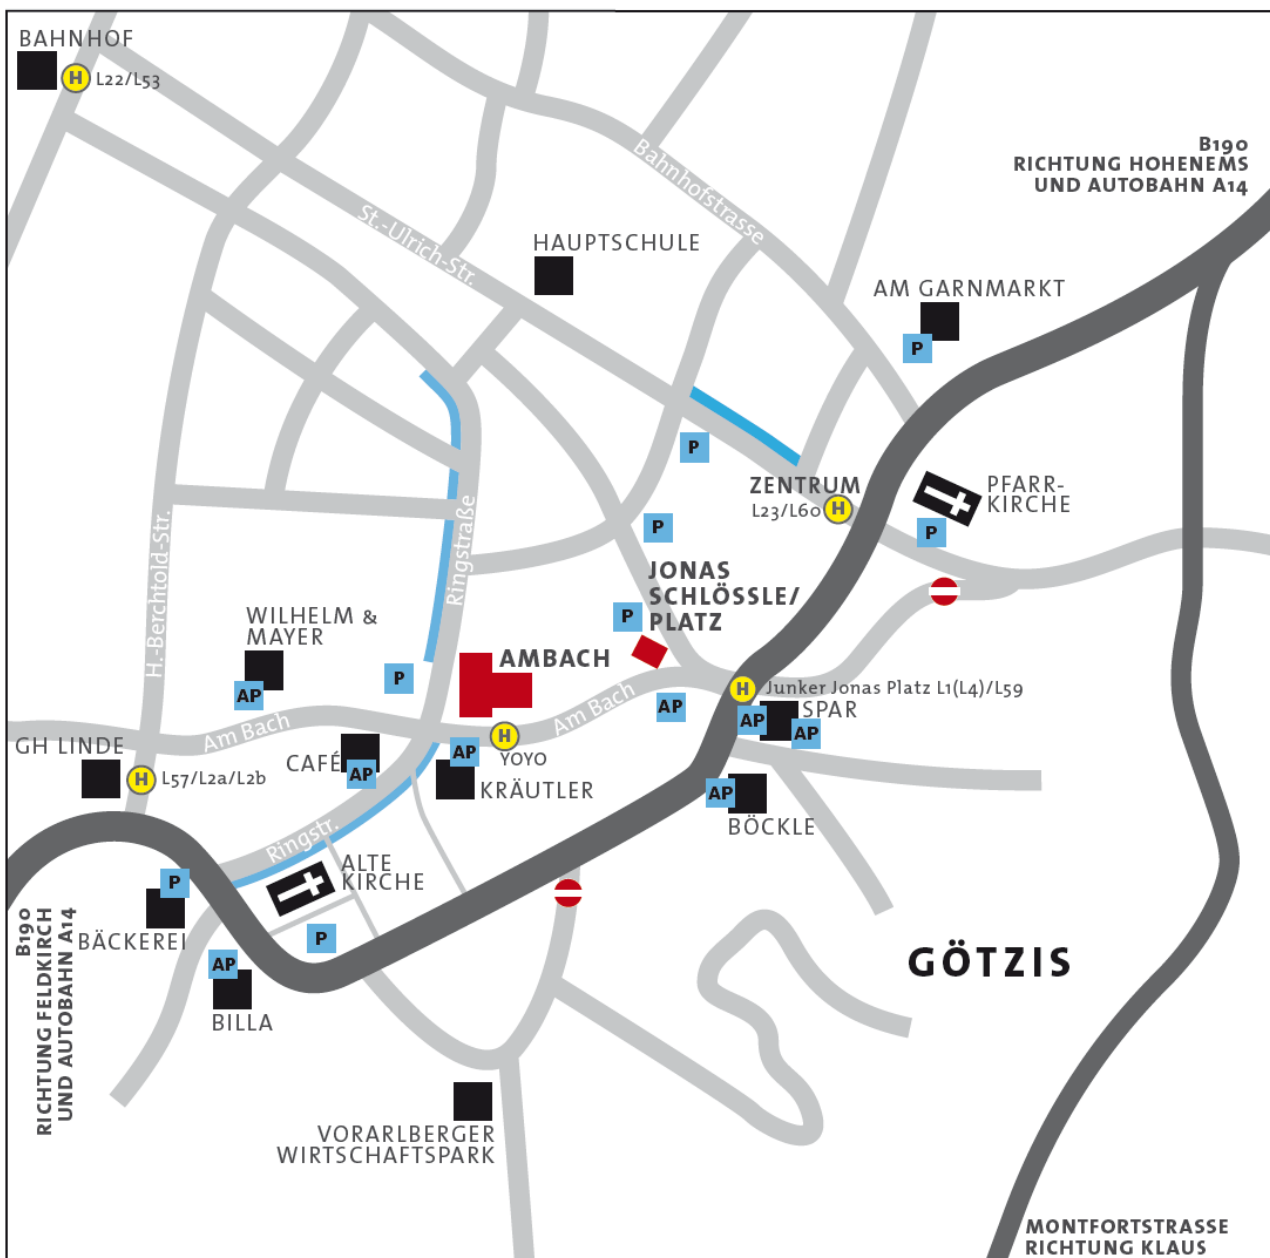 BAHNHOF
H
L22/L53
B190
RICHTUNG HOHENEMS
UND AUTOBAHN A14
Bahnhofstrasse
St.-Ulrich-Str.
HAUPTSCHULE
AM GARNMARKT
P
P
ZENTRUM
L23/L60
H
PFARR-
KIRCHE
P
P
Ringstraße
H.-Berchtold-Str.
JONAS
SCHLÖSSLE/
PLATZ
P
WILHELM &
MAYER
AP
P
AMBACH
Am Bach
AP
H
Junker Jonas Platz L1(L4)/L59
AP
SPAR
AP
Am Bach
GH LINDE
H
L57/L2a/L2b
CAFÉ
AP
AP
H
YOYO
KRÄUTLER
AP
BÖCKLE
Ringstr.
ALTE
KIRCHE
P
BÄCKEREI
P
AP
BILLA
B190
RICHTUNG FELDKIRCH
UND AUTOBAHN A14
GÖTZIS
VORARLBERGER
WIRTSCHAFTSPARK
MONTFORTSTRASSE
RICHTUNG KLAUS